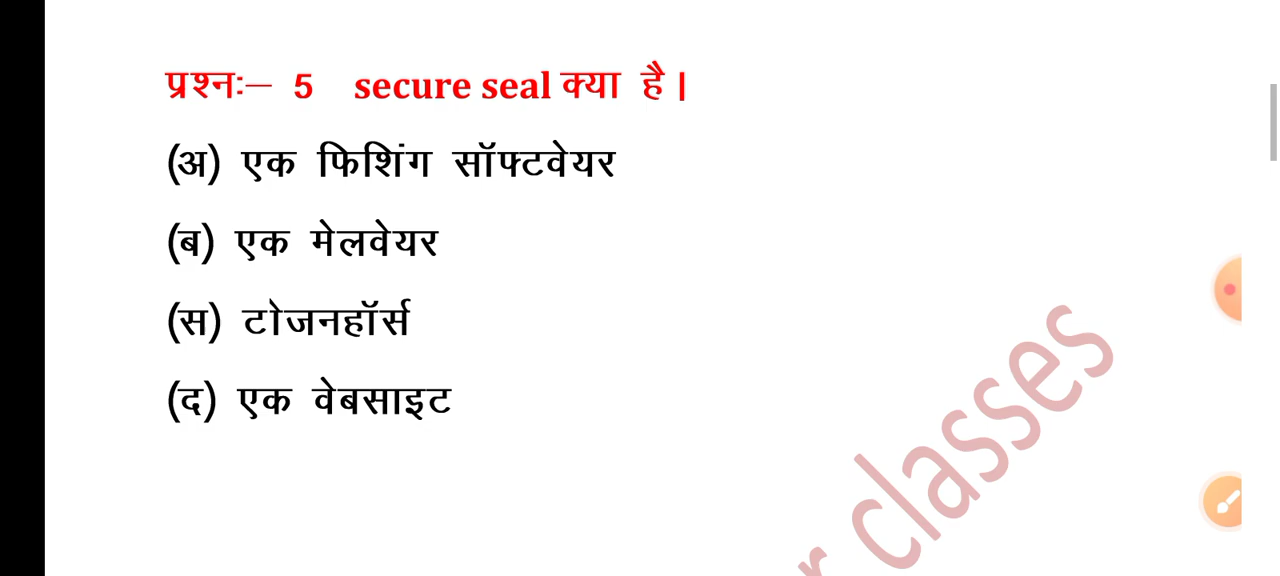 प्रश्नः– 5 secure seal क्या है।
(अ) एक फिशिंग सॉफ्टवेयर
(ब) एक मेलवेयर
(स) टोजनहॉर्स
(द) एक वेबसाइट
classes